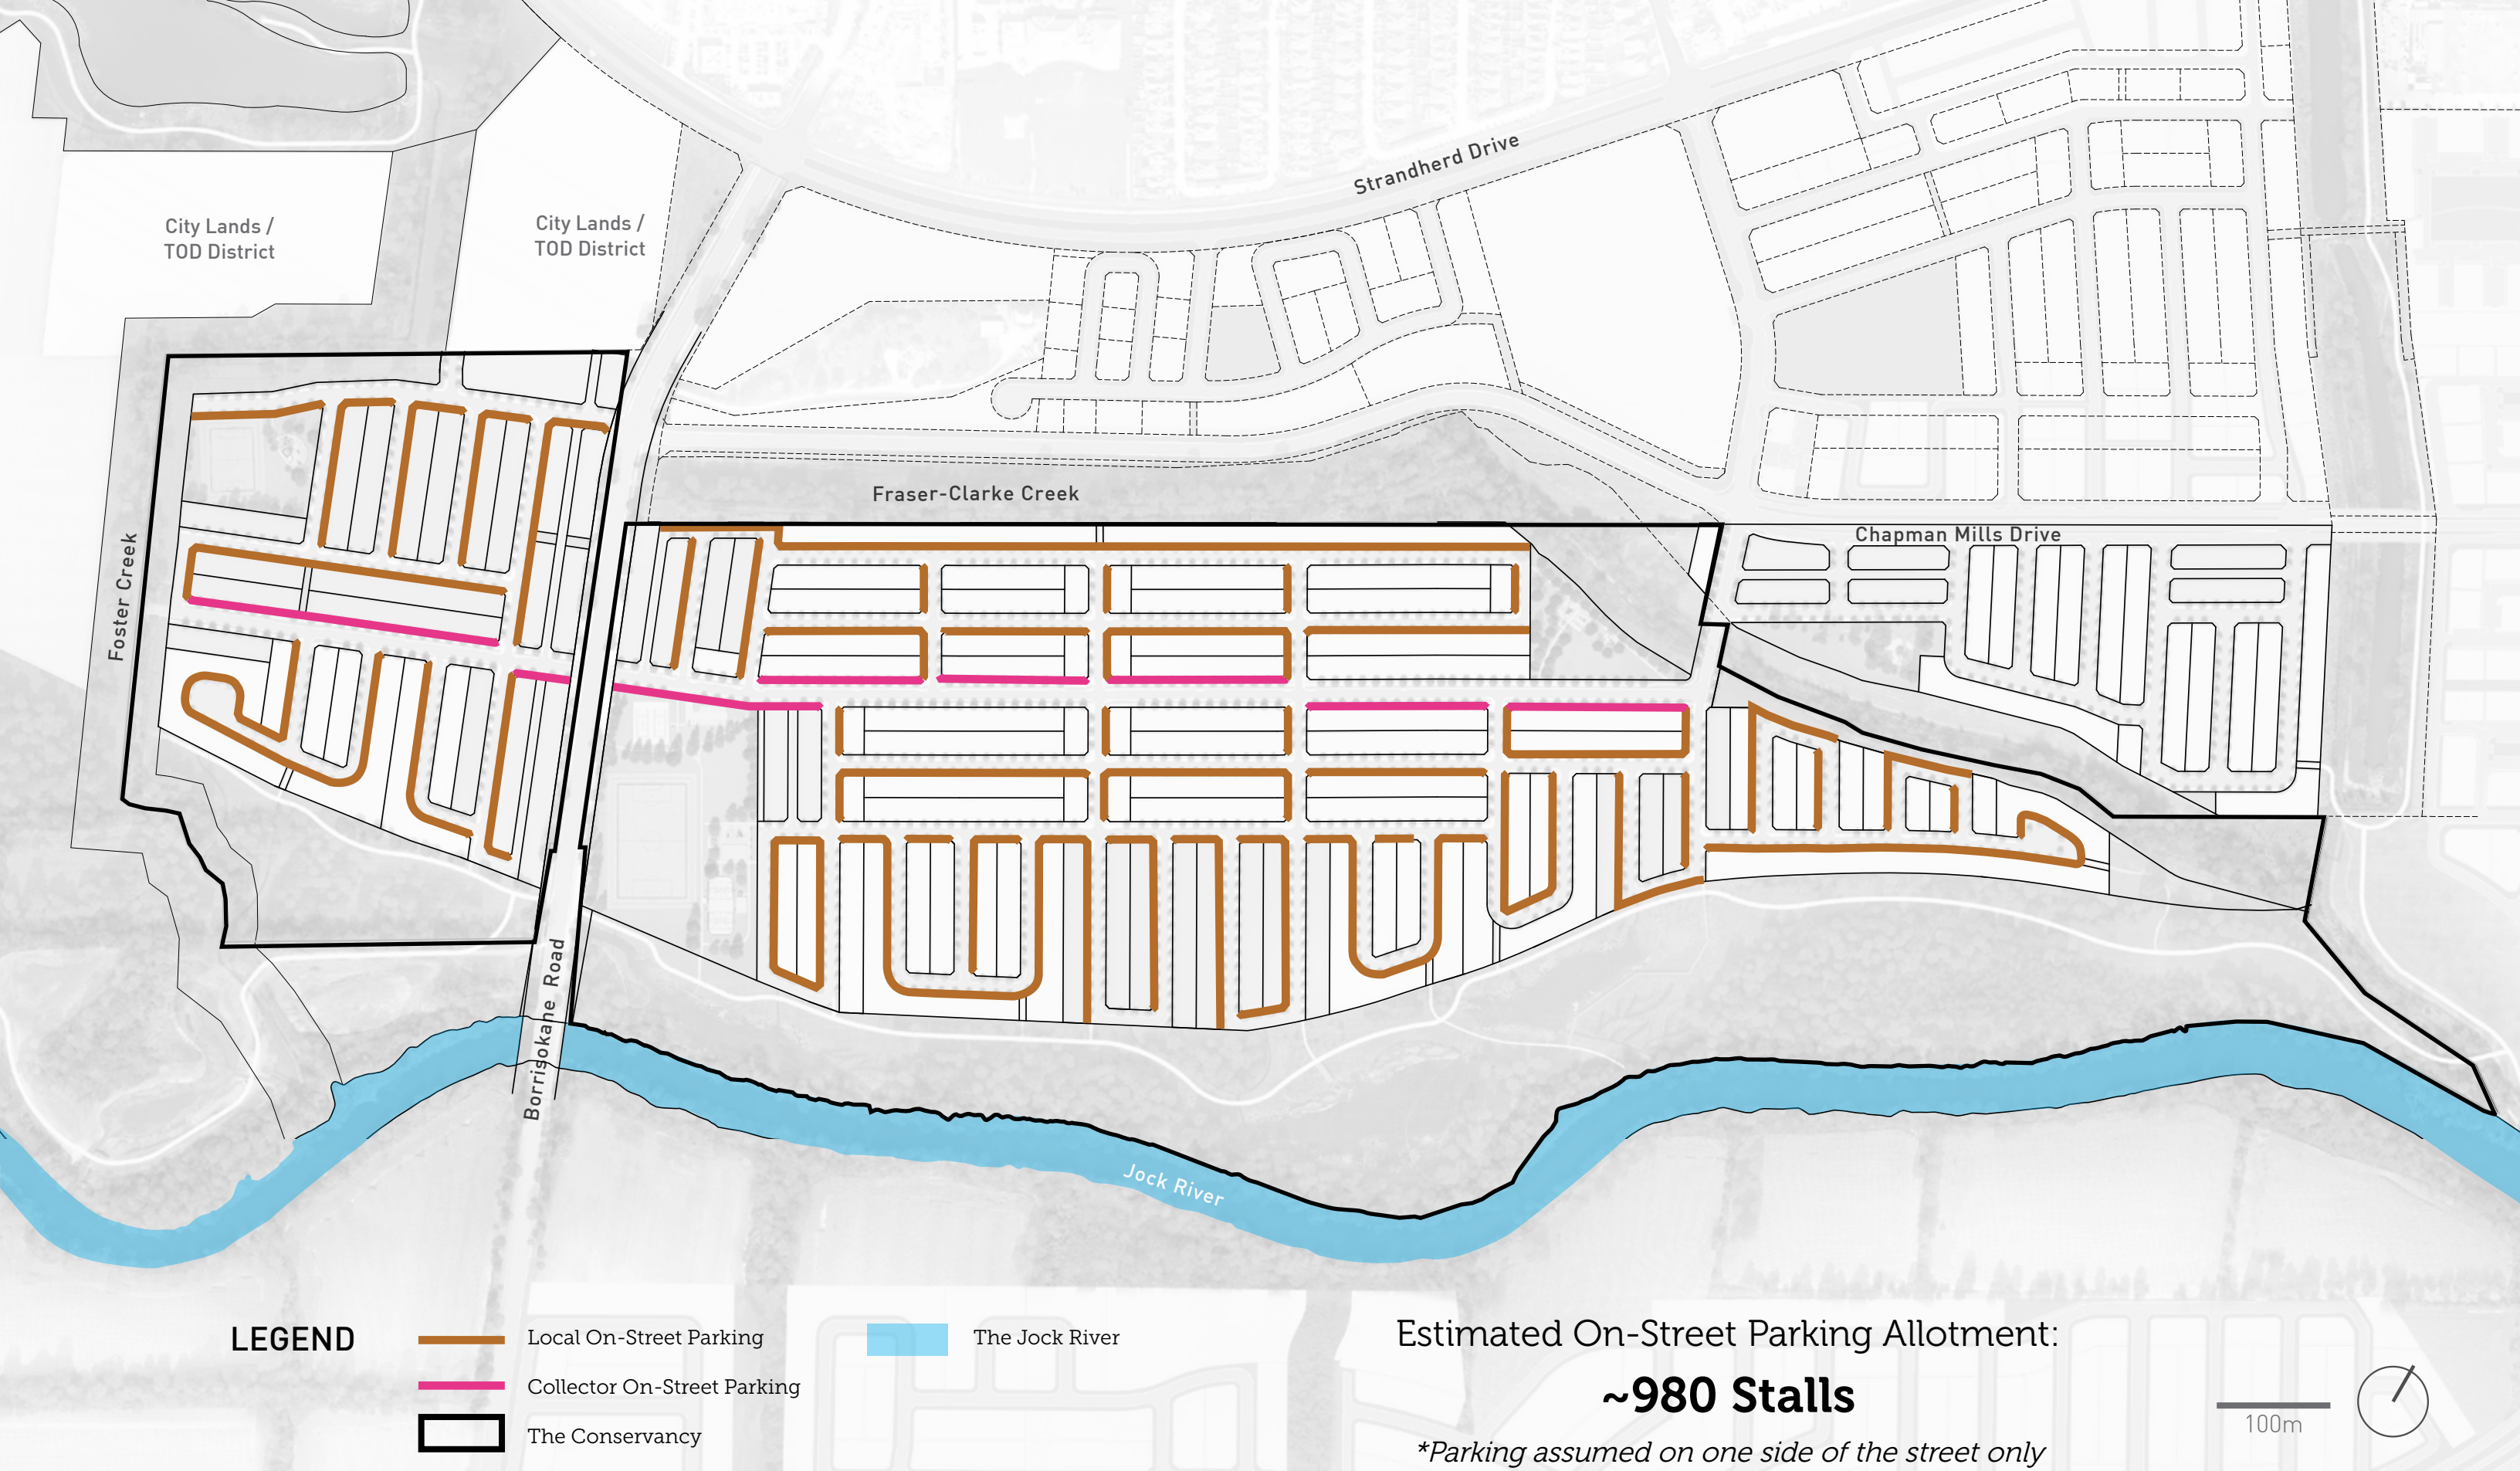 Strandherd Drive
City Lands /
TOD District
City Lands /
TOD District
Fraser-Clarke Creek
Chapman Mills Drive
Foster Creek
Borrisokane Road
Jock River
LEGEND
Local On-Street Parking
Collector On-Street Parking
The Conservancy
The Jock River
Estimated On-Street Parking Allotment:
~980 Stalls
*Parking assumed on one side of the street only
100m